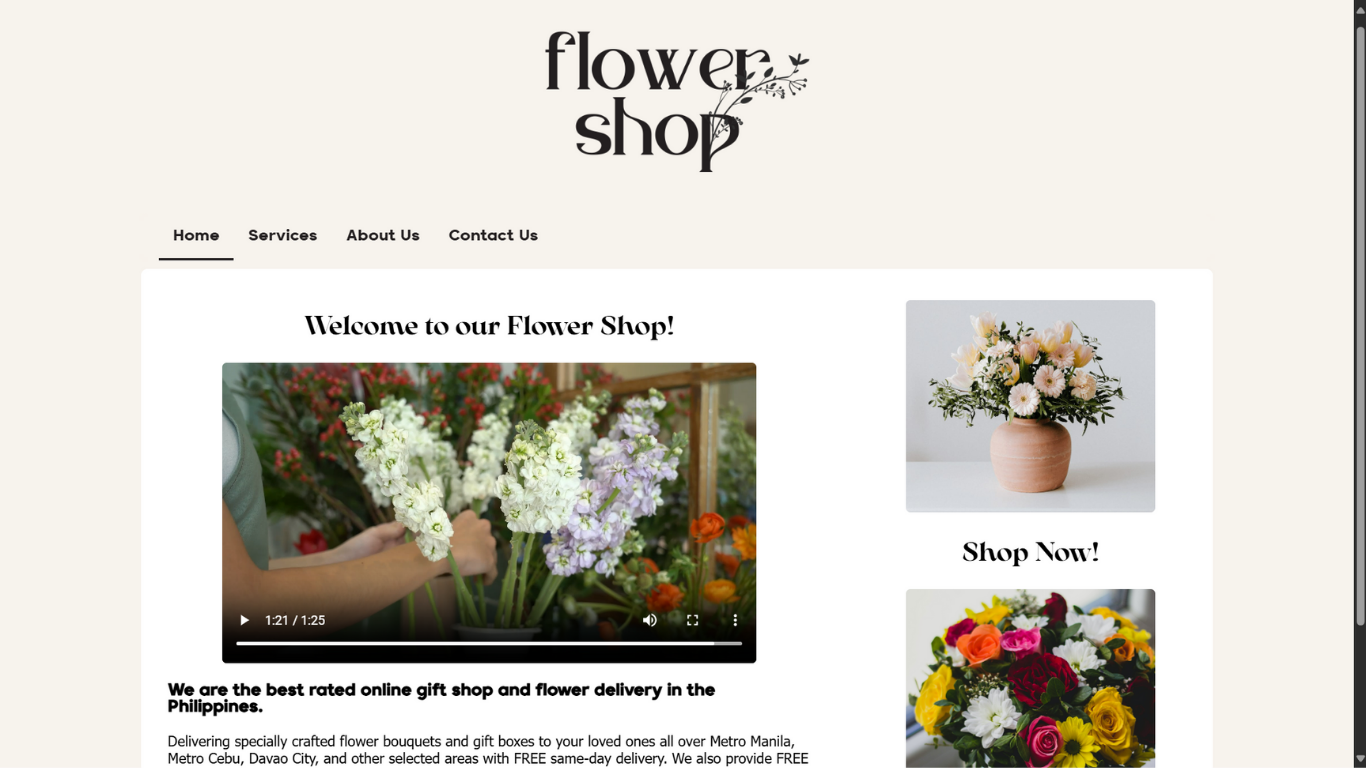 flower
shop
Home Services About Us Contact Us
Welcome to our Flower Shop!
1:21 / 1:25
We are the best rated online gift shop and flower delivery in the
Philippines.
Delivering specially crafted flower bouquets and gift boxes to your loved ones all over Metro Manila,
Metro Cebu, Davao City, and other selected areas with FREE same-day delivery. We also provide FREE
Shop Now!